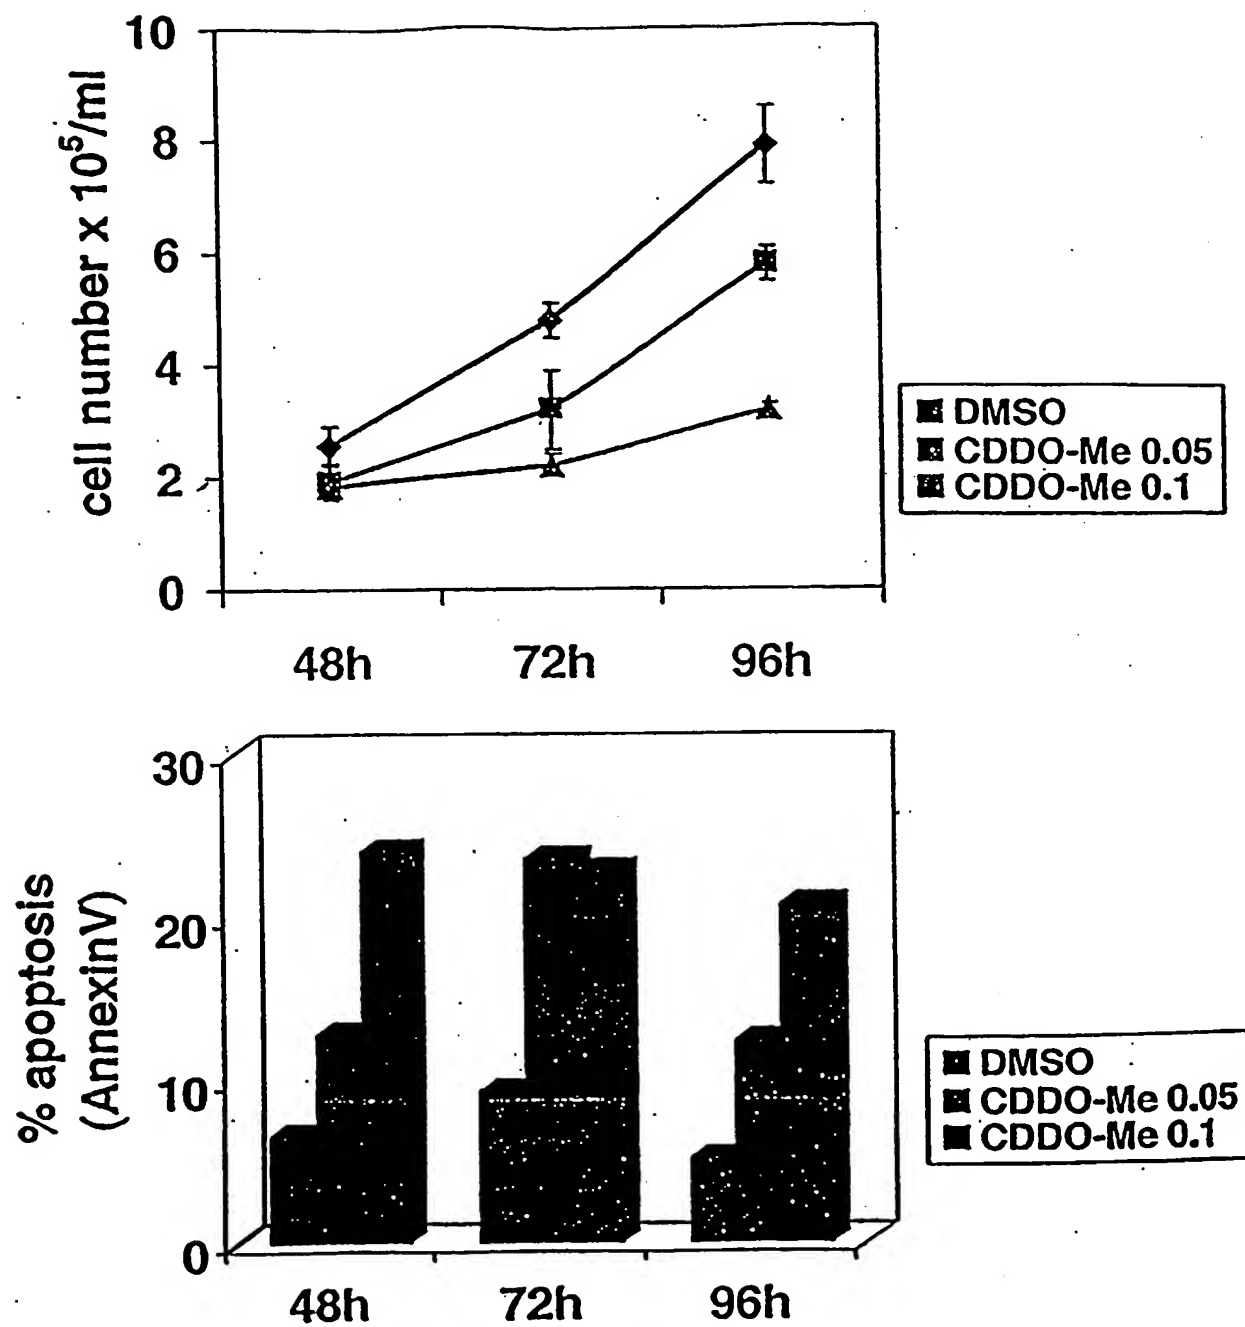 10
8
6
4
2
0
cell number x 10⁵/ml
48h 72h 96h
DMSO
CDDO-Me 0.05
CDDO-Me 0.1
30
20
10
0
% apoptosis
(AnnexinV)
48h 72h 96h
DMSO
CDDO-Me 0.05
CDDO-Me 0.1